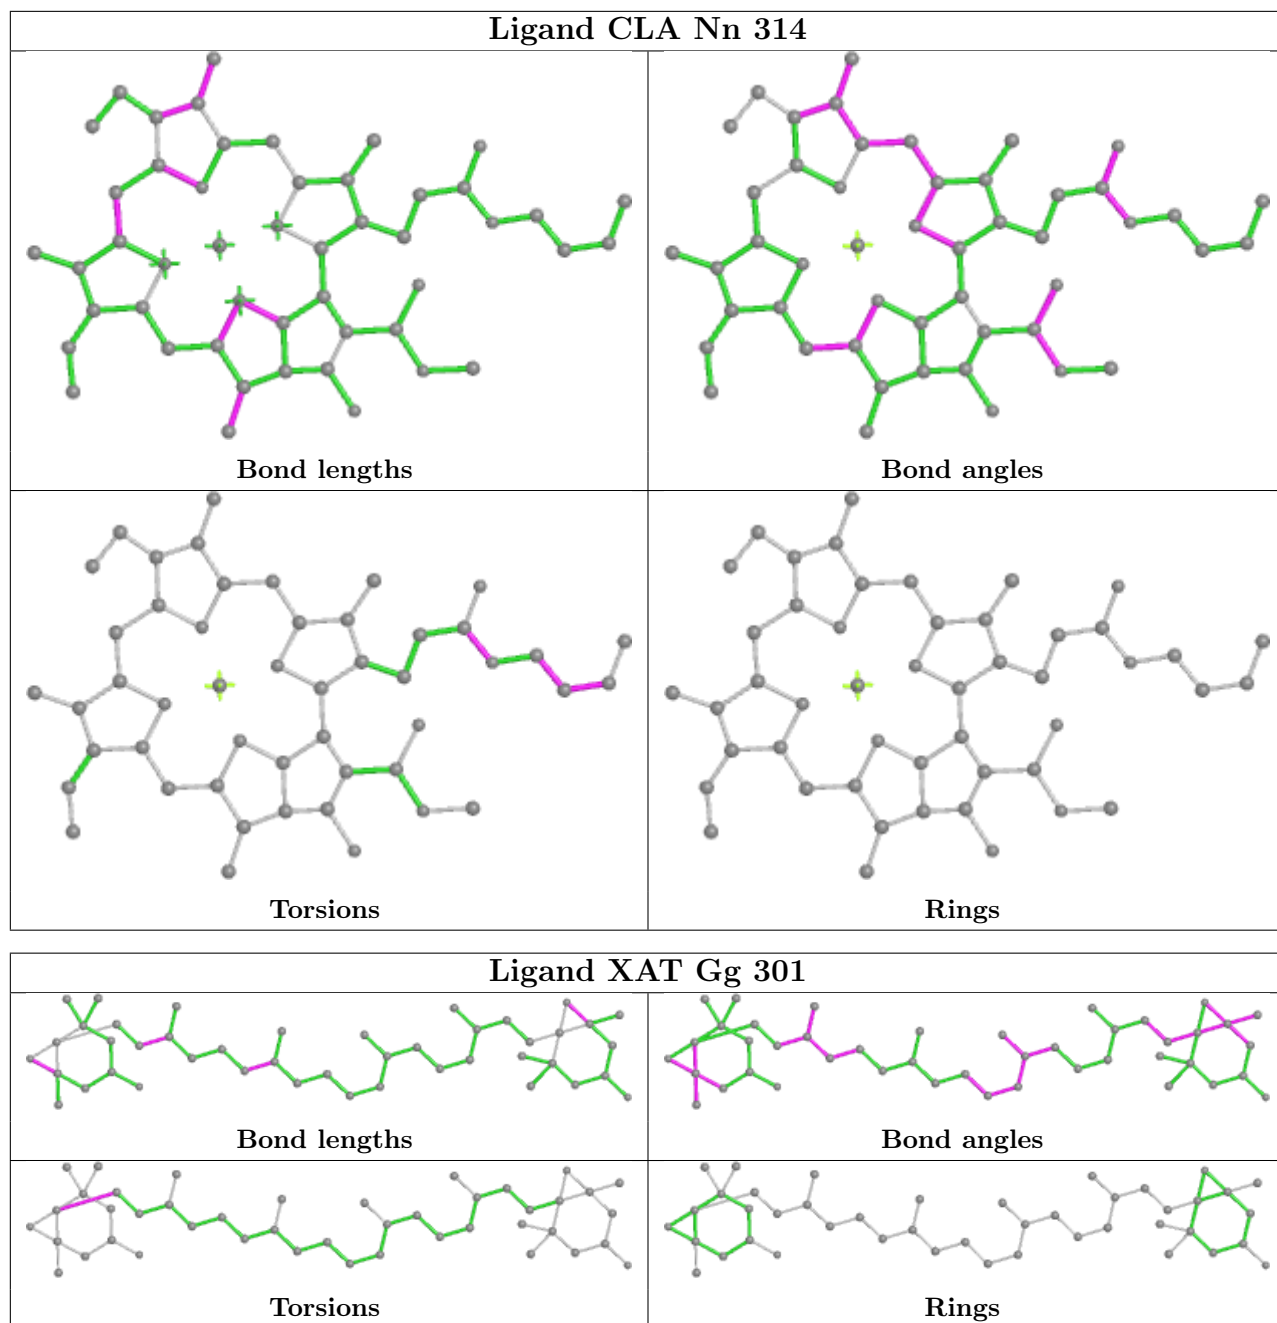 Ligand CLA Nn 314
Bond lengths
Bond angles
Torsions
Rings
Ligand XAT Gg 301
Bond lengths
Bond angles
Torsions
Rings